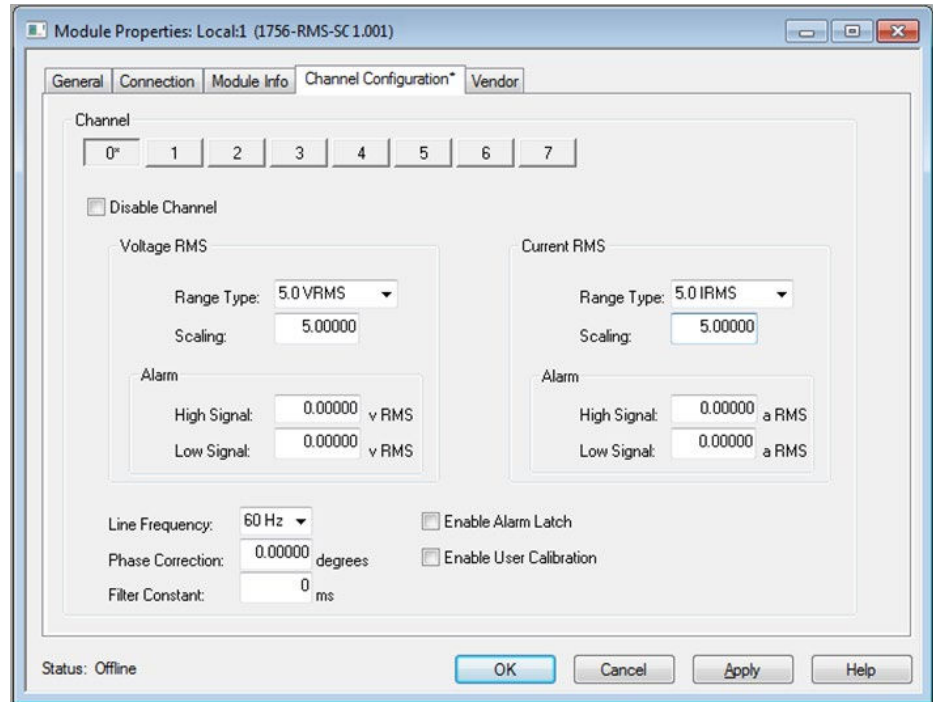 Module Properties: Local:1 (1756-RMS-SC 1.001)
General Connection Module Info Channel Configuration* Vendor
Channel
0* 1 2 3 4 5 6 7
Disable Channel
Voltage RMS
Range Type: 5.0 VRMS
Scaling: 5.00000
Alarm
High Signal: 0.00000 v RMS
Low Signal: 0.00000 v RMS
Current RMS
Range Type: 5.0 IRMS
Scaling: 5.00000
Alarm
High Signal: 0.00000 a RMS
Low Signal: 0.00000 a RMS
Line Frequency: 60 Hz
Phase Correction: 0.00000 degrees
Filter Constant: 0 ms
Enable Alarm Latch
Enable User Calibration
Status: Offline
OK Cancel Apply Help